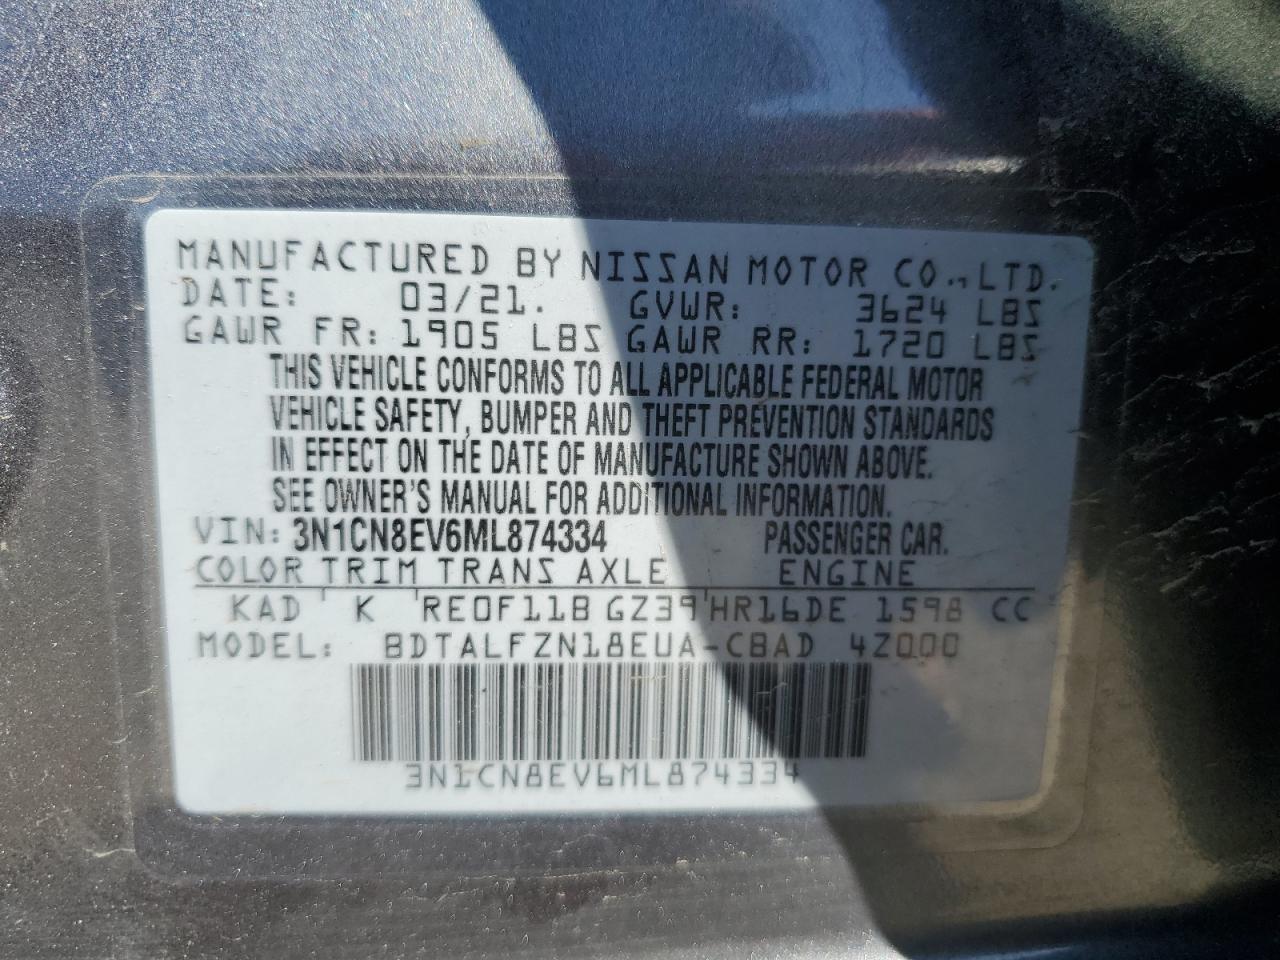 MANUFACTURED BY NISSAN MOTOR CO., LTD.
DATE: 03/21. GVWR: 3624 LBS
GAWR FR: 1905 LBS GAWR RR: 1720 LBS
THIS VEHICLE CONFORMS TO ALL APPLICABLE FEDERAL MOTOR
VEHICLE SAFETY, BUMPER AND THEFT PREVENTION STANDARDS
IN EFFECT ON THE DATE OF MANUFACTURE SHOWN ABOVE.
SEE OWNER'S MANUAL FOR ADDITIONAL INFORMATION.
VIN: 3N1CN8EV6ML874334 PASSENGER CAR.
COLOR TRIM TRANS AXLE ENGINE
KAD K RE0F11B GZ39 HR16DE 1598 CC
MODEL: BDTALFZN18EUA-CBAD 4Z000
3N1CN8EV6ML874334